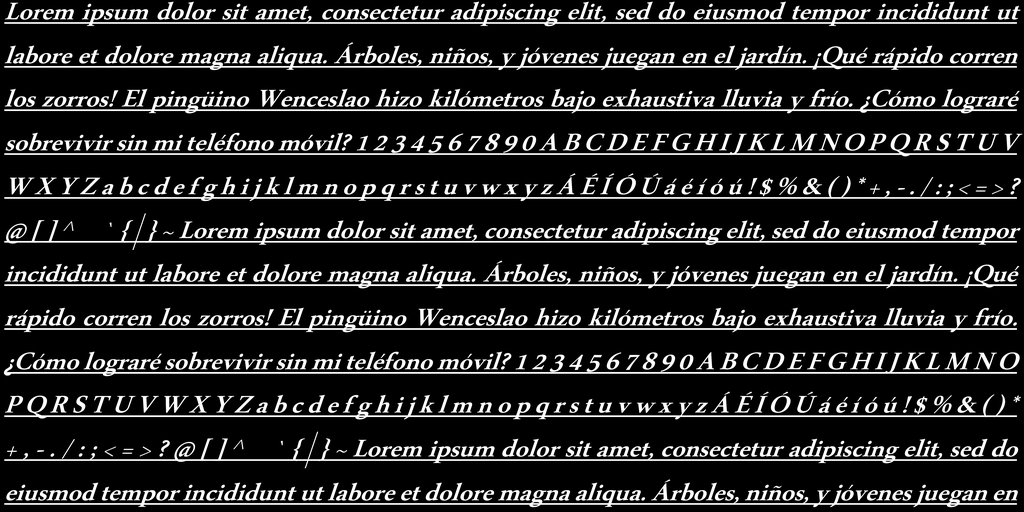 Lorem ipsum dolor sit amet, consectetur adipiscing elit, sed do eiusmod tempor incididunt ut
labore et dolore magna aliqua. Árboles, niños, y jóvenes juegan en el jardín. ¡Qué rápido corren
los zorros! El pingüino Wenceslao hizo kilómetros bajo exhaustiva lluvia y frío. ¿Cómo lograré
sobrevivir sin mi teléfono móvil? 1 2 3 4 5 6 7 8 9 0 A B C D E F G H I J K L M N O P Q R S T U V
W X Y Z a b c d e f g h i j k l m n o p q r s t u v w x y z Á É Í Ó Ú á é í ó ú ! $ % & ( ) * + , - . / : ; < = > ?
@ [ ] ^ _ ` { | } ~ Lorem ipsum dolor sit amet, consectetur adipiscing elit, sed do eiusmod tempor
incididunt ut labore et dolore magna aliqua. Árboles, niños, y jóvenes juegan en el jardín. ¡Qué
rápido corren los zorros! El pingüino Wenceslao hizo kilómetros bajo exhaustiva lluvia y frío.
¿Cómo lograré sobrevivir sin mi teléfono móvil? 1 2 3 4 5 6 7 8 9 0 A B C D E F G H I J K L M N O
P Q R S T U V W X Y Z a b c d e f g h i j k l m n o p q r s t u v w x y z Á É Í Ó Ú á é í ó ú ! $ % & ( ) *
+ , - . / : ; < = > ? @ [ ] ^ _ ` { | } ~ Lorem ipsum dolor sit amet, consectetur adipiscing elit, sed do
eiusmod tempor incididunt ut labore et dolore magna aliqua. Árboles, niños, y jóvenes juegan en